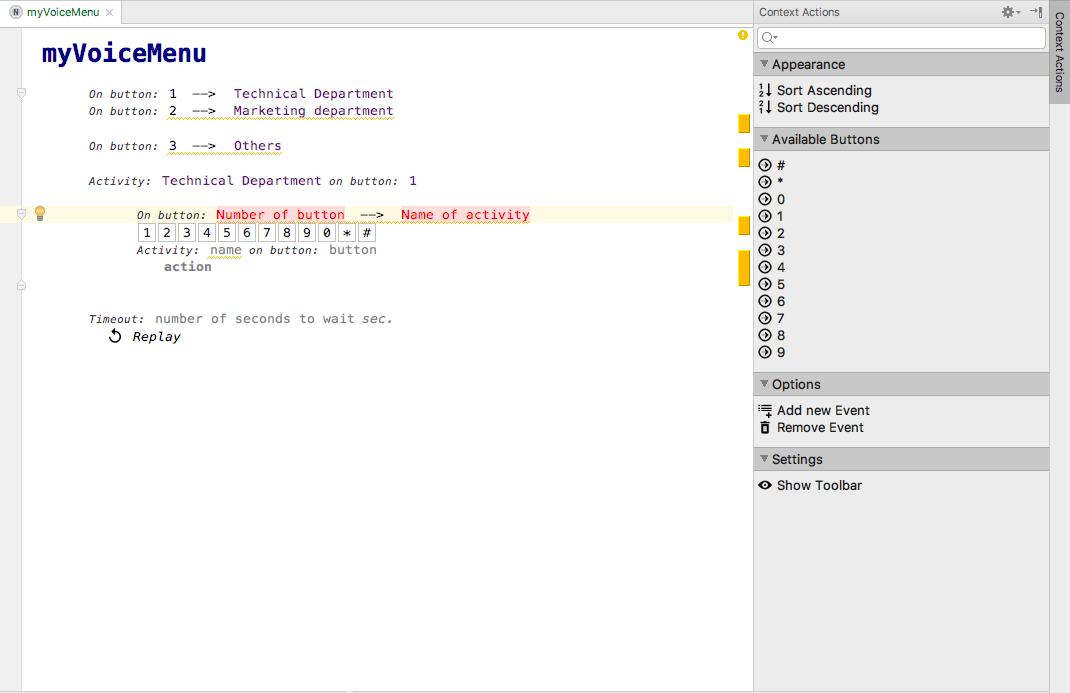 N myVoiceMenu
myVoiceMenu
On button: 1 ——> Technical Department
On button: 2 ——> Marketing department
On button: 3 ——> Others
Activity: Technical Department on button: 1
On button: Number of button ——> Name of activity
1 2 3 4 5 6 7 8 9 0 * #
Activity: name on button: button
action
Timeout: number of seconds to wait sec.
Replay
Context Actions
Appearance
Sort Ascending
Sort Descending
Available Buttons
#
*
0
1
2
3
4
5
6
7
8
9
Options
Add new Event
Remove Event
Settings
Show Toolbar
Context Actions